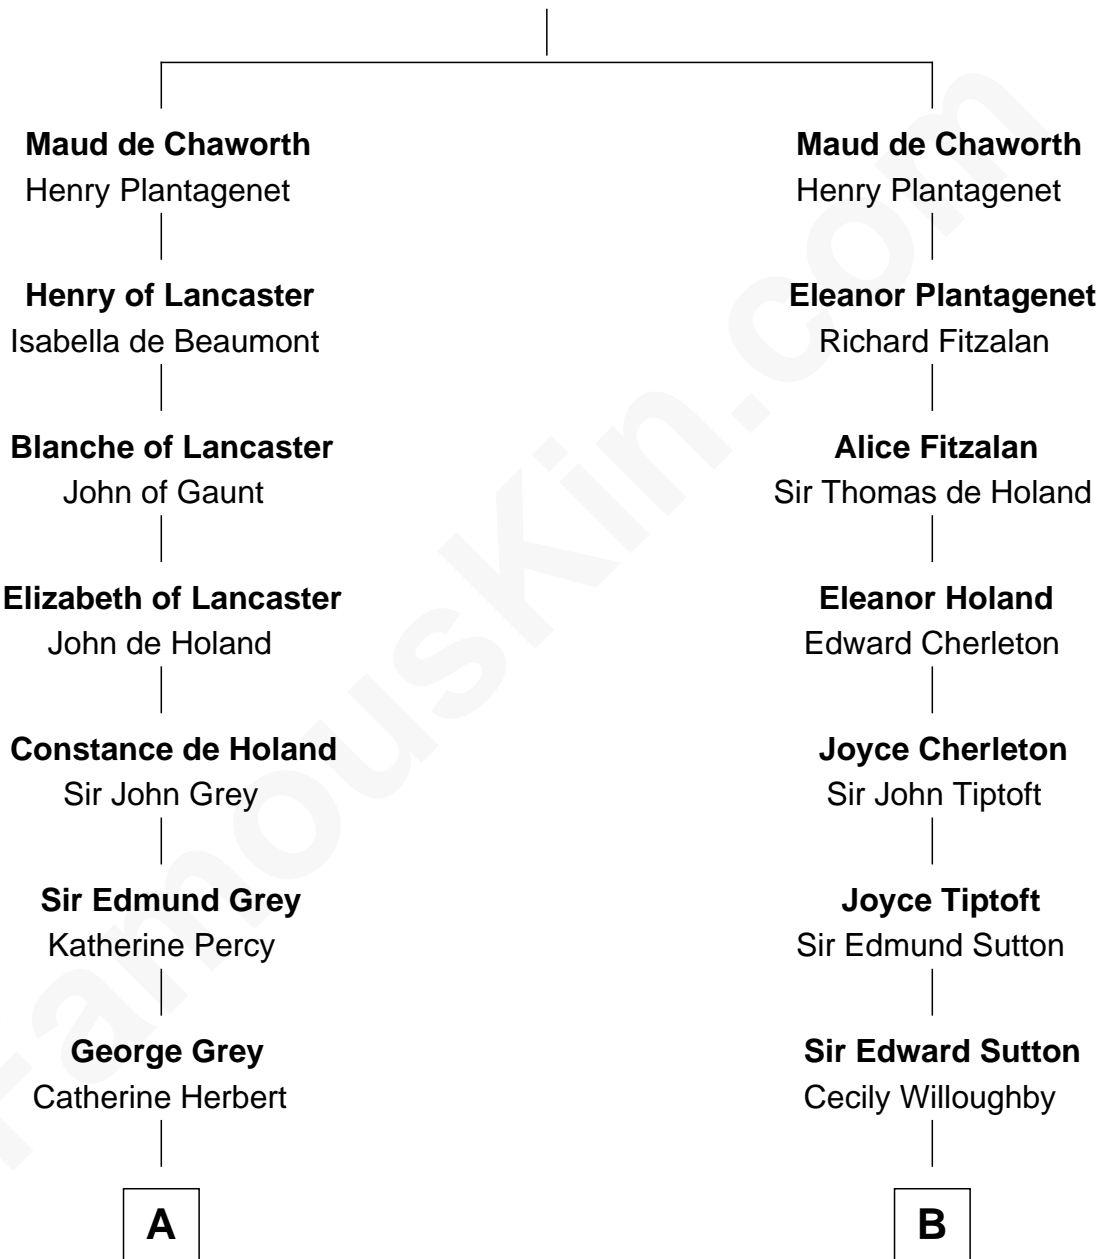 Maud de Chaworth
Henry Plantagenet
Henry of Lancaster
Isabella de Beaumont
Blanche of Lancaster
John of Gaunt
Elizabeth of Lancaster
John de Holand
Constance de Holand
Sir John Grey
Sir Edmund Grey
Katherine Percy
George Grey
Catherine Herbert
A
Maud de Chaworth
Henry Plantagenet
Eleanor Plantagenet
Richard Fitzalan
Alice Fitzalan
Sir Thomas de Holand
Eleanor Holand
Edward Cherleton
Joyce Cherleton
Sir John Tiptoft
Joyce Tiptoft
Sir Edmund Sutton
Sir Edward Sutton
Cecily Willoughby
B
FamousKin.com